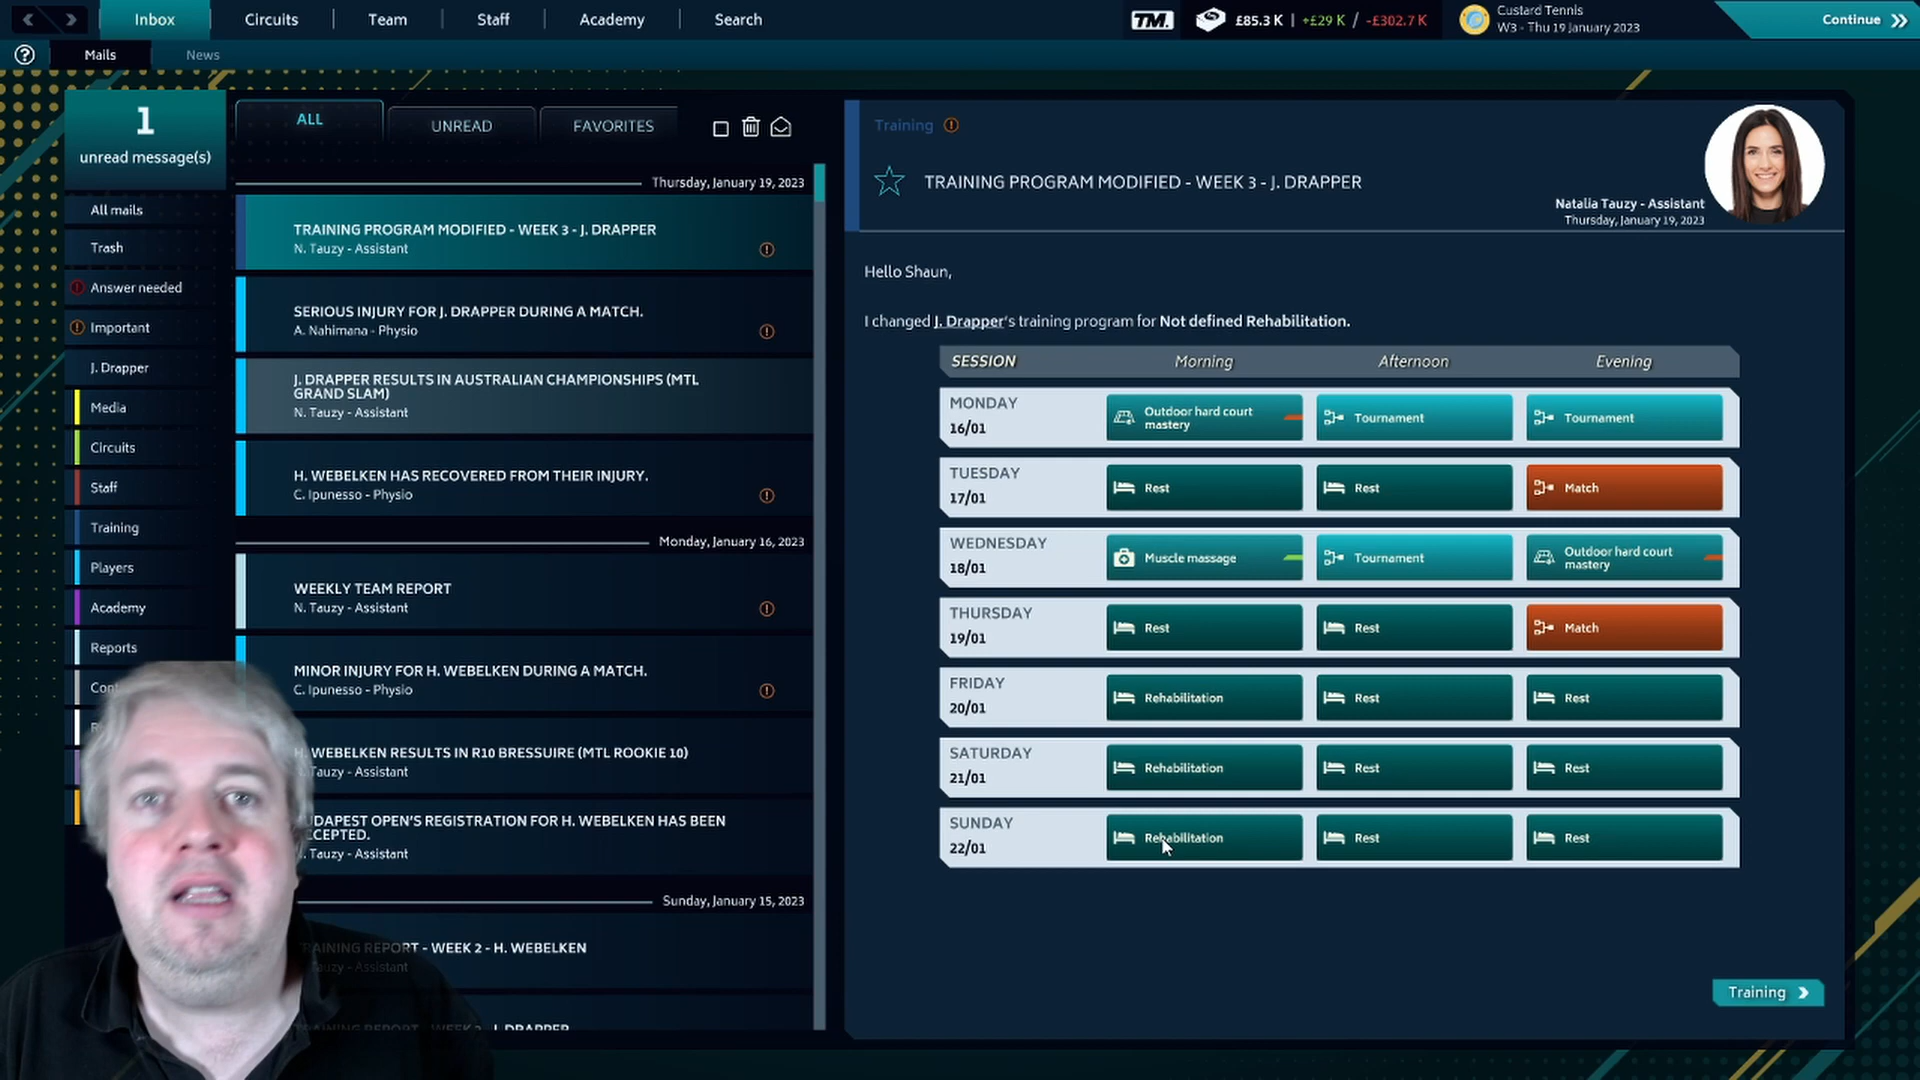 Inbox
Circuits
Team
Staff
Academy
Search
TM.
£85.3 K | +£29 K / -£302.7 K
Custard Tennis
W3 - Thu 19 January 2023
Continue
Mails
News
1
unread message(s)
All mails
Trash
Answer needed
Important
J. Drapper
Media
Circuits
Staff
Training
Players
Academy
Reports
ALL
UNREAD
FAVORITES
Thursday, January 19, 2023
TRAINING PROGRAM MODIFIED - WEEK 3 - J. DRAPPER
N. Tauzy - Assistant
SERIOUS INJURY FOR J. DRAPPER DURING A MATCH.
A. Nahimana - Physio
J. DRAPPER RESULTS IN AUSTRALIAN CHAMPIONSHIPS (MTL
GRAND SLAM)
N. Tauzy - Assistant
H. WEBELKEN HAS RECOVERED FROM THEIR INJURY.
C. Ipunesso - Physio
Monday, January 16, 2023
WEEKLY TEAM REPORT
N. Tauzy - Assistant
MINOR INJURY FOR H. WEBELKEN DURING A MATCH.
C. Ipunesso - Physio
WEBELKEN RESULTS IN R10 BRESSUIRE (MTL ROOKIE 10)
Tauzy - Assistant
OPEN'S REGISTRATION FOR H. WEBELKEN HAS BEEN
Tauzy - Assistant
Sunday, January 15, 2023
REPORT - WEEK 2 - H. WEBELKEN
Tauzy - Assistant
Training
TRAINING PROGRAM MODIFIED - WEEK 3 - J. DRAPPER
Natalia Tauzy - Assistant
Thursday, January 19, 2023
Hello Shaun,
I changed J. Drapper's training program for Not defined Rehabilitation.
SESSION Morning Afternoon Evening
MONDAY
16/01
Outdoor hard court
mastery
Tournament
Tournament
TUESDAY
17/01
Rest
Rest
Match
WEDNESDAY
18/01
Muscle massage
Tournament
Outdoor hard court
mastery
THURSDAY
19/01
Rest
Rest
Match
FRIDAY
20/01
Rehabilitation
Rest
Rest
SATURDAY
21/01
Rehabilitation
Rest
Rest
SUNDAY
22/01
Rehabilitation
Rest
Rest
Training